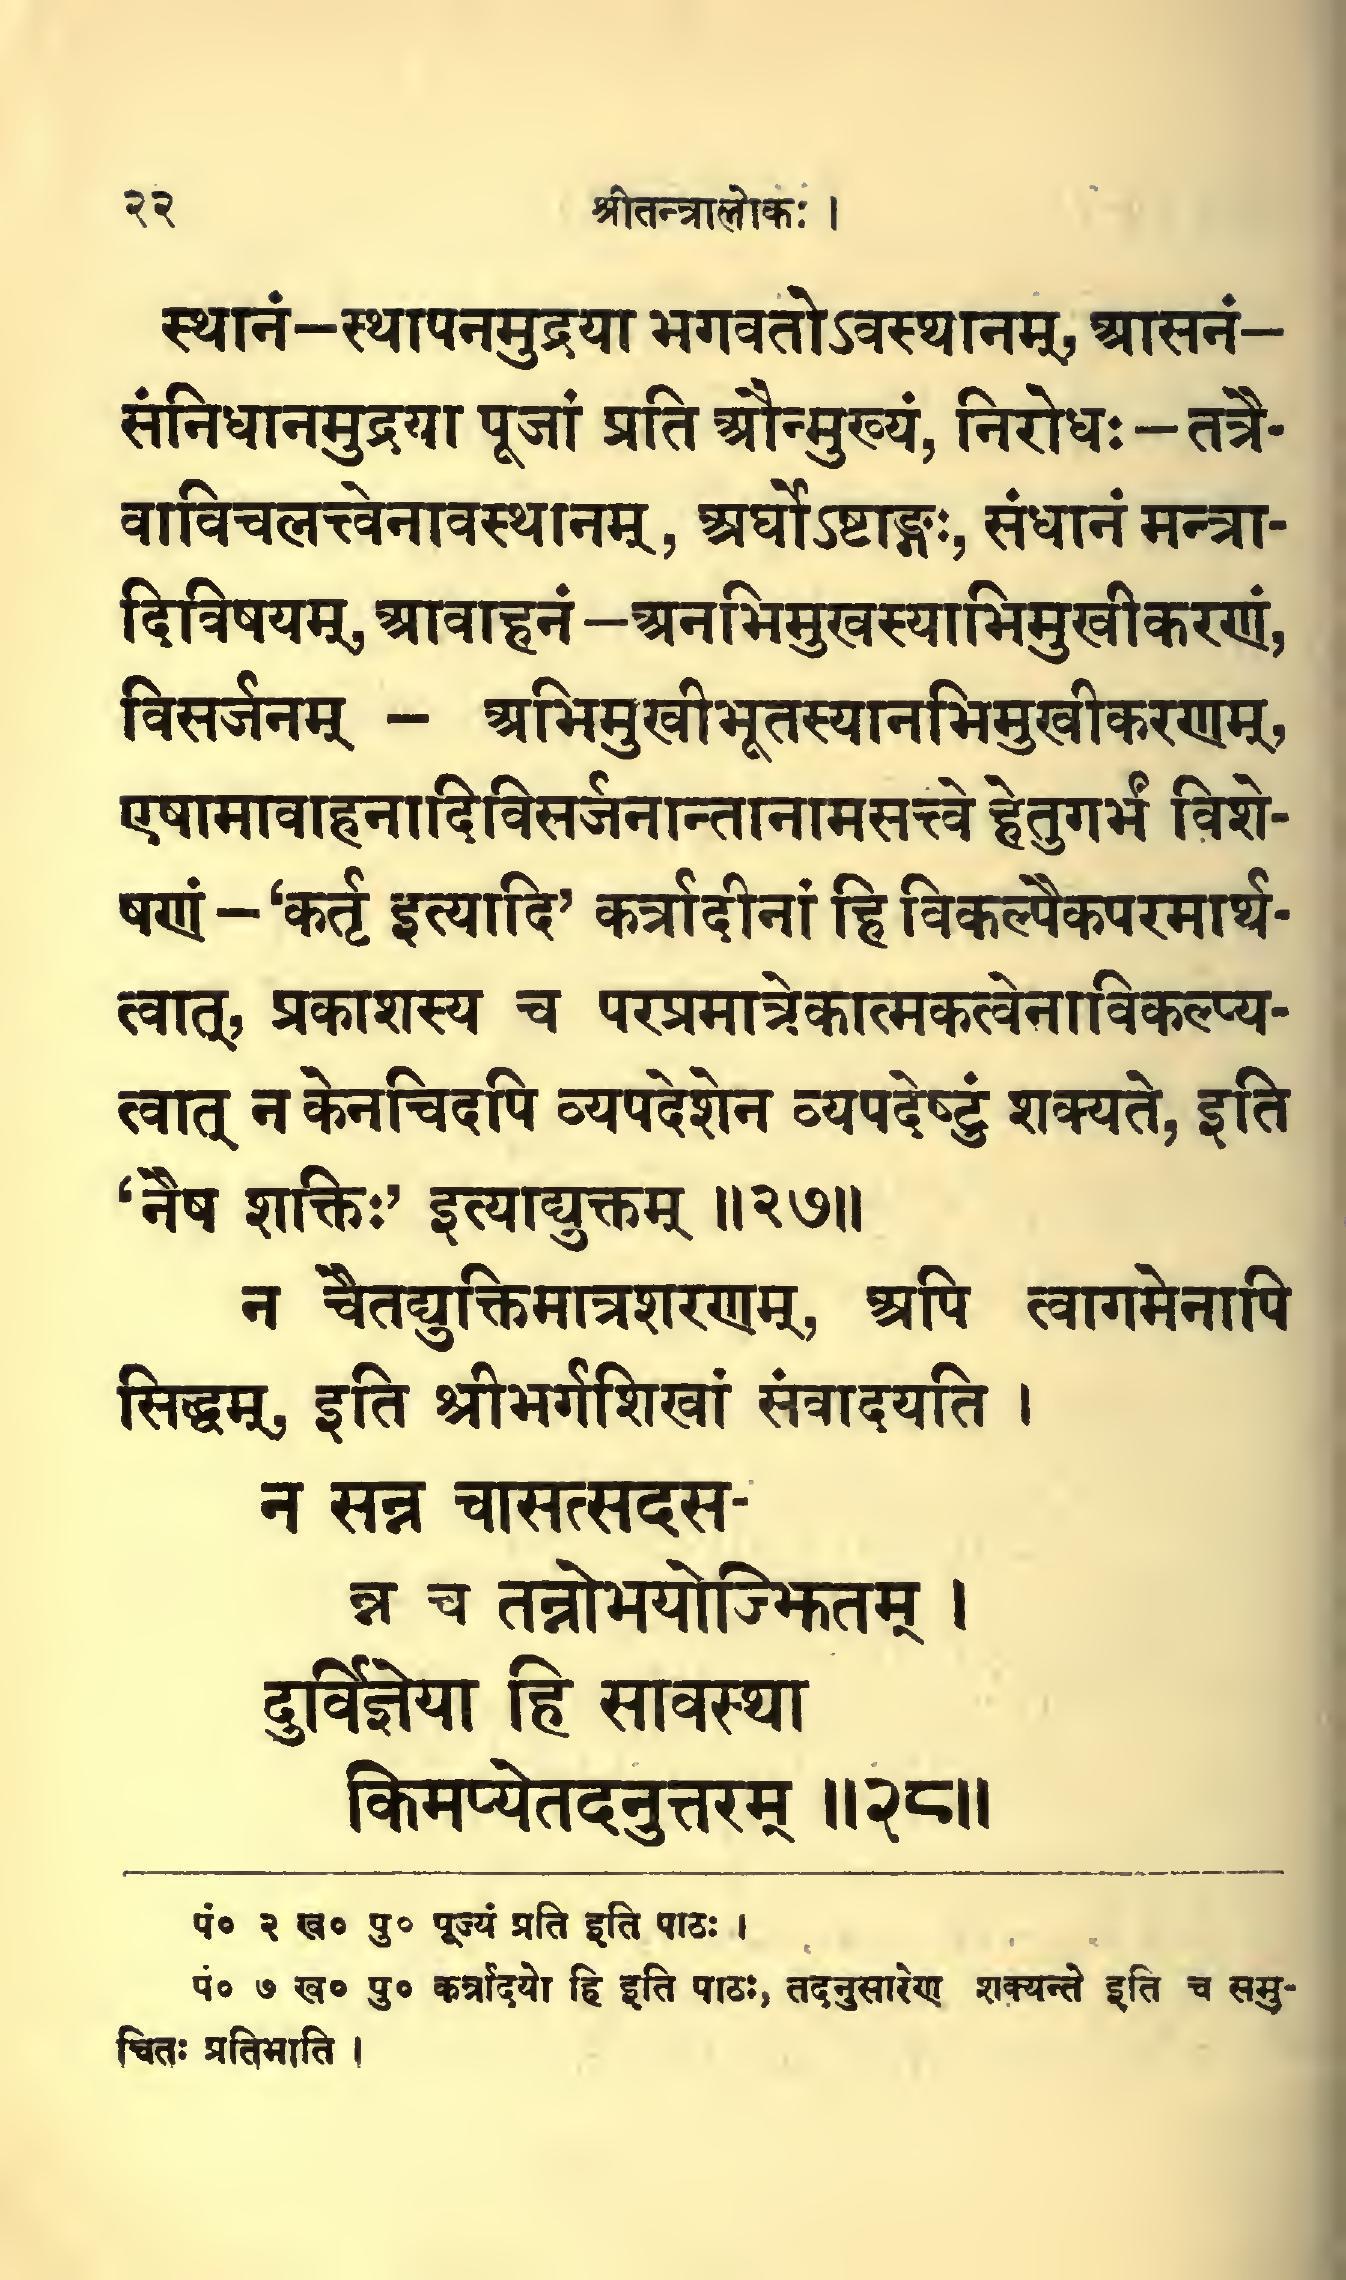 २२
श्रीतन्त्रालोकः ।
स्थानं—स्थापनमुद्रया भगवतोऽवस्थानम्, आसनं—
संनिधानमुद्रया पूजां प्रति औन्मुख्यं, निरोधः—तत्रै-
वाविचलत्त्वेनावस्थानम्, अर्घोऽष्टाङ्गः, संधानं मन्त्रा-
दिविषयम्, आवाहनं—अनभिमुखस्याभिमुखीकरणं,
विसर्जनम् — अभिमुखीभूतस्यानभिमुखीकरणम्,
एषामावाहनादिविसर्जनान्तानामसत्त्वे हेतुगर्भं विशे-
षणं—‘कर्तृ इत्यादि’ कर्त्रादीनां हि विकल्पैकपरमार्थ-
त्वात्, प्रकाशस्य च परप्रमात्रेकात्मकत्वेनाविकल्प्य-
त्वात् न केनचिदपि व्यपदेशेन व्यपदेष्टुं शक्यते, इति
‘नैष शक्तिः’ इत्याद्युक्तम् ॥२७॥
न चैतद्युक्तिमात्रशरणम्, अपि त्वागमेनापि
सिद्धम्, इति श्रीभर्गशिखां संवादयति ।
न सन्न चासत्सदस-
न्न च तन्नोभयोज्झितम् ।
दुर्विज्ञेया हि सावस्था
किमप्येतदनुत्तरम् ॥२८॥
पं० २ ख० पु० पूज्यं प्रति इति पाठः ।
पं० ७ ख० पु० कर्त्रादयो हि इति पाठः, तदनुसारेण शक्यन्ते इति च समु-
चितः प्रतिभाति ।